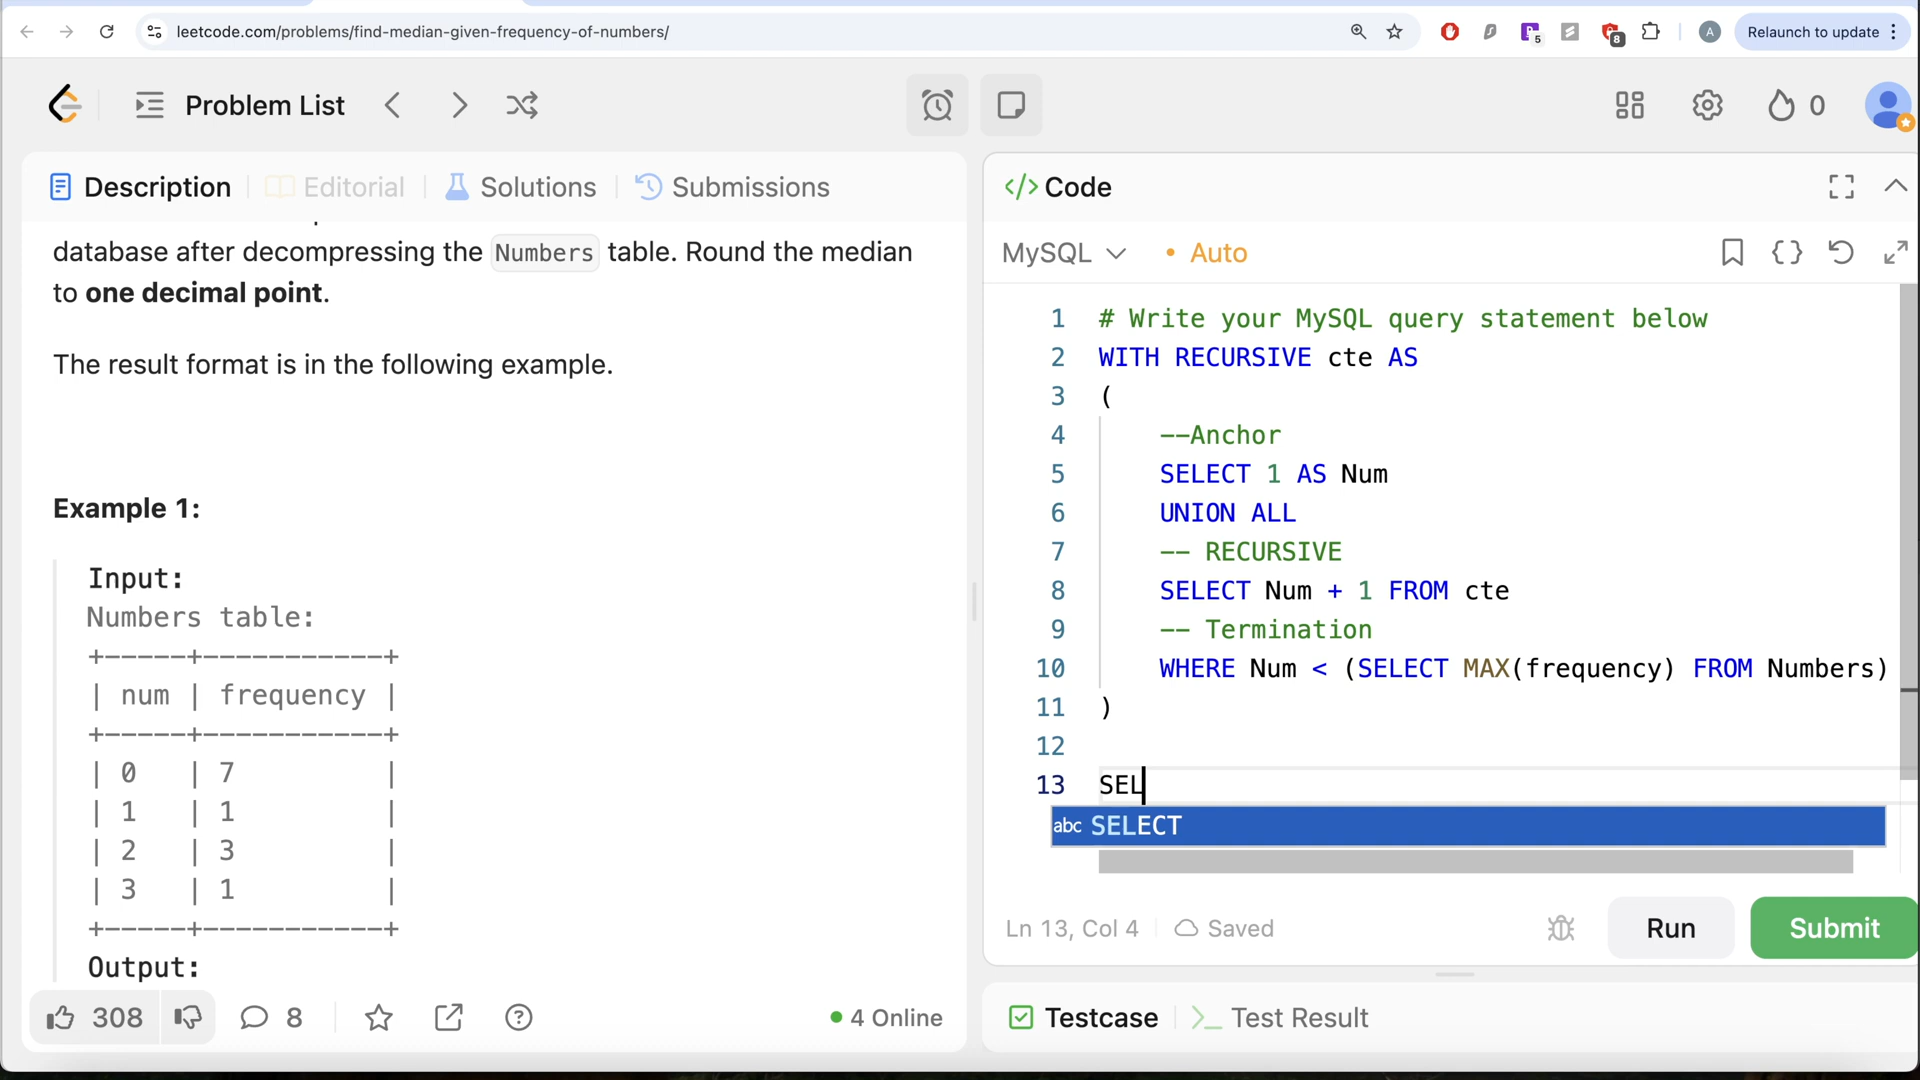 leetcode.com/problems/find-median-given-frequency-of-numbers/
5
8
A
Relaunch to update
Problem List
0
Description
Editorial
Solutions
Submissions
database after decompressing the Numbers table. Round the median
to one decimal point.
The result format is in the following example.
Example 1:
Input:
Numbers table:
+-----+-----------+
| num | frequency |
+-----+-----------+
| 0   | 7         |
| 1   | 1         |
| 2   | 3         |
| 3   | 1         |
+-----+-----------+
Output:
308
8
4 Online
</> Code
MySQL
• Auto
1 # Write your MySQL query statement below
2 WITH RECURSIVE cte AS
3 (
4     --Anchor
5     SELECT 1 AS Num
6     UNION ALL
7     -- RECURSIVE
8     SELECT Num + 1 FROM cte
9     -- Termination
10     WHERE Num < (SELECT MAX(frequency) FROM Numbers)
11 )
12
13 SEL
abc SELECT
Ln 13, Col 4
Saved
Run
Submit
Testcase
Test Result